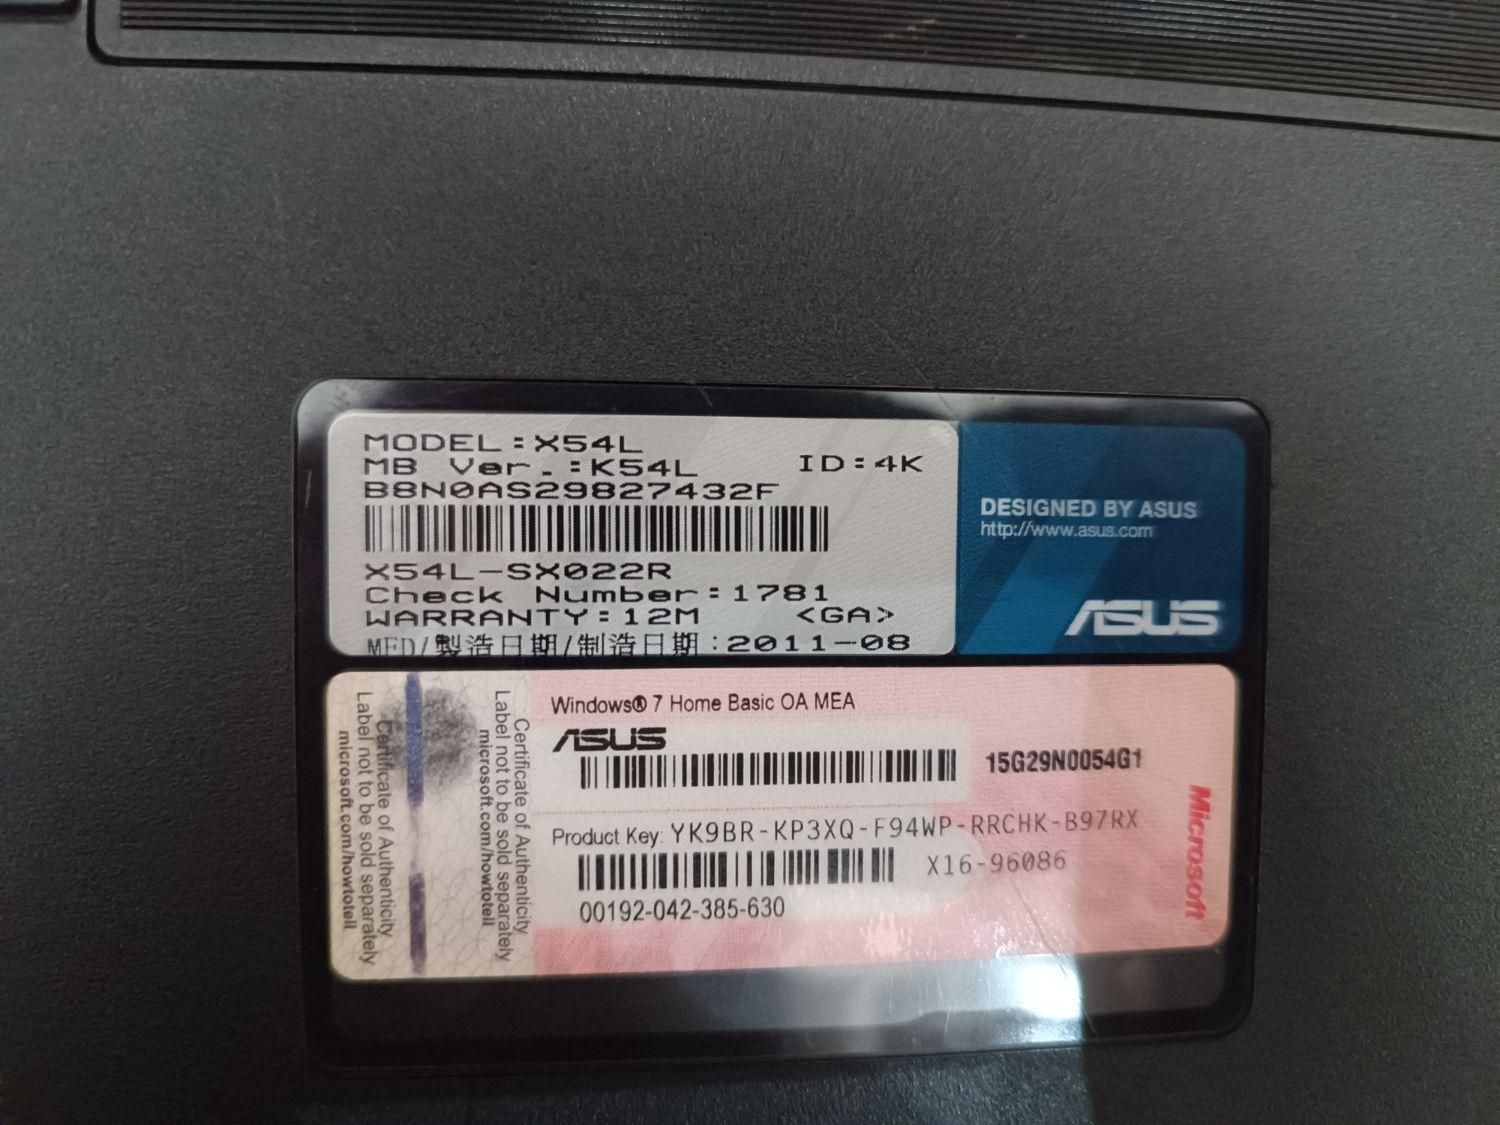 MODEL:X54L
MB Ver.:K54L ID:4K
B8N0AS29827432F
X54L-SX022R
Check Number:1781
WARRANTY:12M <GA>
MFD/製造日期/制造日期:2011-08
DESIGNED BY ASUS
http://www.asus.com
ASUS
Certificate of Authenticity
Label not to be sold separately
microsoft.com/howtotell
Certificate of Authenticity
Label not to be sold separately
microsoft.com/howtotell
Windows® 7 Home Basic OA MEA
ASUS
15G29N0054G1
Product Key: YK9BR-KP3XQ-F94WP-RRCHK-B97RX
X16-96086
00192-042-385-630
Microsoft